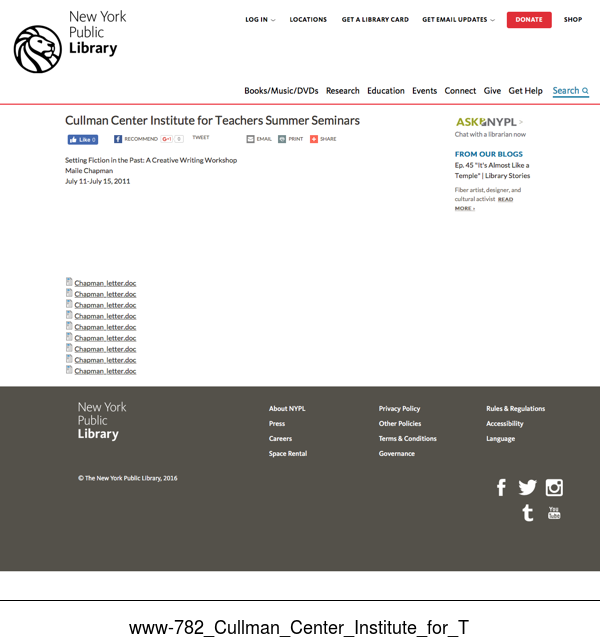 New York
Public
Library
LOG IN
LOCATIONS
GET A LIBRARY CARD
GET EMAIL UPDATES
DONATE
SHOP
Books/Music/DVDs Research Education Events Connect Give Get Help Search
Cullman Center Institute for Teachers Summer Seminars
Like 0
RECOMMEND
G+1 0
TWEET
EMAIL
PRINT
SHARE
Setting Fiction in the Past: A Creative Writing Workshop
Maile Chapman
July 11-July 15, 2011
ASK NYPL >
Chat with a librarian now
FROM OUR BLOGS
Ep. 45 "It's Almost Like a
Temple" | Library Stories
Fiber artist, designer, and
cultural activist READ
MORE ›
Chapman_letter.doc
Chapman_letter.doc
Chapman_letter.doc
Chapman_letter.doc
Chapman_letter.doc
Chapman_letter.doc
Chapman_letter.doc
Chapman_letter.doc
Chapman_letter.doc
New York
Public
Library
About NYPL
Press
Careers
Space Rental
Privacy Policy
Other Policies
Terms & Conditions
Governance
Rules & Regulations
Accessibility
Language
© The New York Public Library, 2016
You
Tube
www-782_Cullman_Center_Institute_for_T